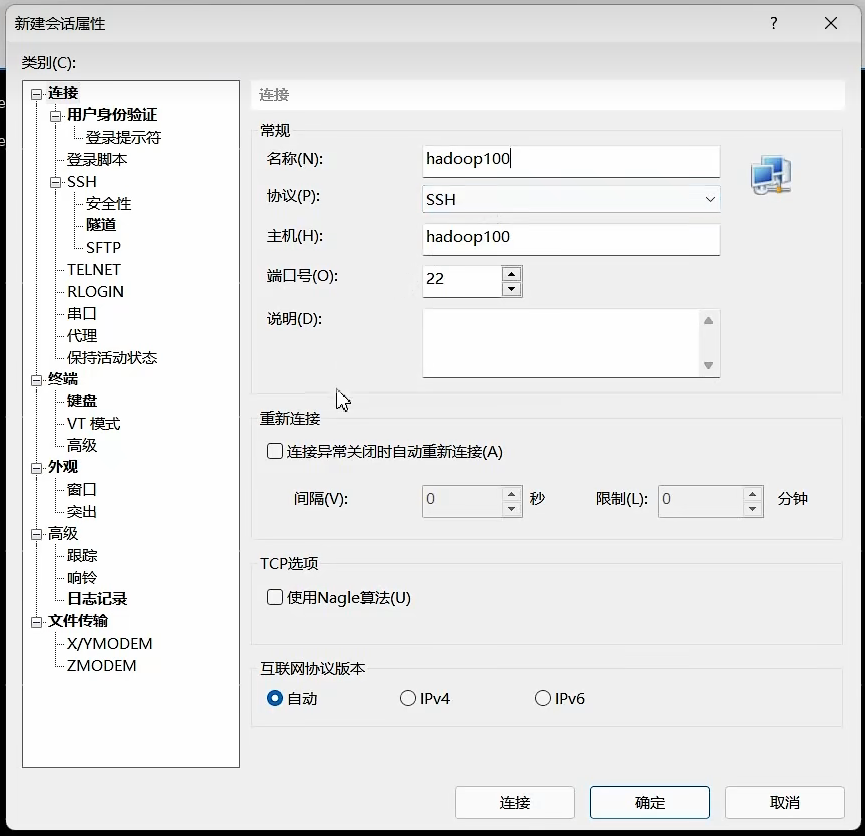 新建会话属性
?
类别(C):
连接
用户身份验证
登录提示符
登录脚本
SSH
安全性
隧道
SFTP
TELNET
RLOGIN
串口
代理
保持活动状态
终端
键盘
VT 模式
高级
外观
窗口
突出
高级
跟踪
响铃
日志记录
文件传输
X/YMODEM
ZMODEM
连接
常规
名称(N): hadoop100
协议(P): SSH
主机(H): hadoop100
端口号(O): 22
说明(D):
重新连接
连接异常关闭时自动重新连接(A)
间隔(V): 0 秒 限制(L): 0 分钟
TCP选项
使用Nagle算法(U)
互联网协议版本
自动 IPv4 IPv6
连接 确定 取消